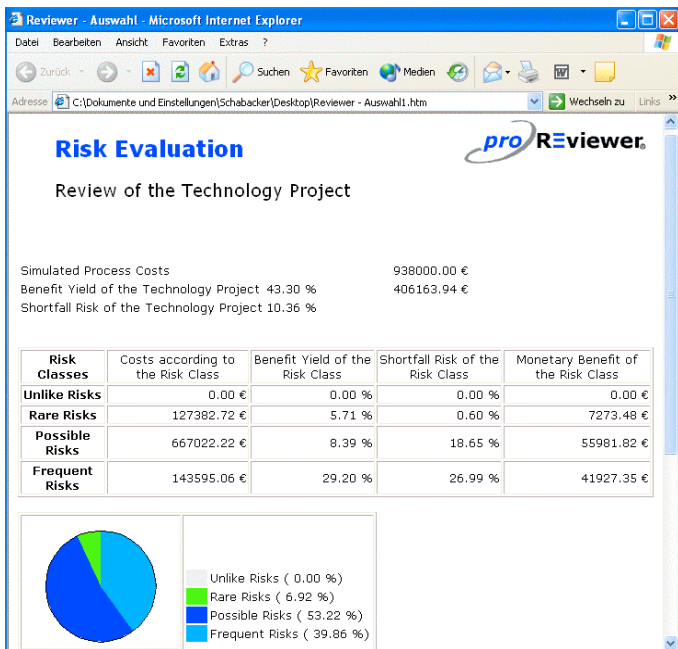 Reviewer - Auswahl - Microsoft Internet Explorer
Datei Bearbeiten Ansicht Favoriten Extras ?
Zurück Suchen Favoriten Medien
Adresse C:\Dokumente und Einstellungen\Schabacker\Desktop\Reviewer - Auswahl1.htm Wechseln zu Links »
pro REviewer®
Risk Evaluation
Review of the Technology Project
Simulated Process Costs 938000.00 €
Benefit Yield of the Technology Project 43.30 % 406163.94 €
Shortfall Risk of the Technology Project 10.36 %
Risk Classes Costs according to the Risk Class Benefit Yield of the Risk Class Shortfall Risk of the Risk Class Monetary Benefit of the Risk Class
Unlike Risks 0.00 € 0.00 % 0.00 % 0.00 €
Rare Risks 127382.72 € 5.71 % 0.60 % 7273.48 €
Possible Risks 667022.22 € 8.39 % 18.65 % 55981.82 €
Frequent Risks 143595.06 € 29.20 % 26.99 % 41927.35 €
Unlike Risks ( 0.00 %)
Rare Risks ( 6.92 %)
Possible Risks ( 53.22 %)
Frequent Risks ( 39.86 %)